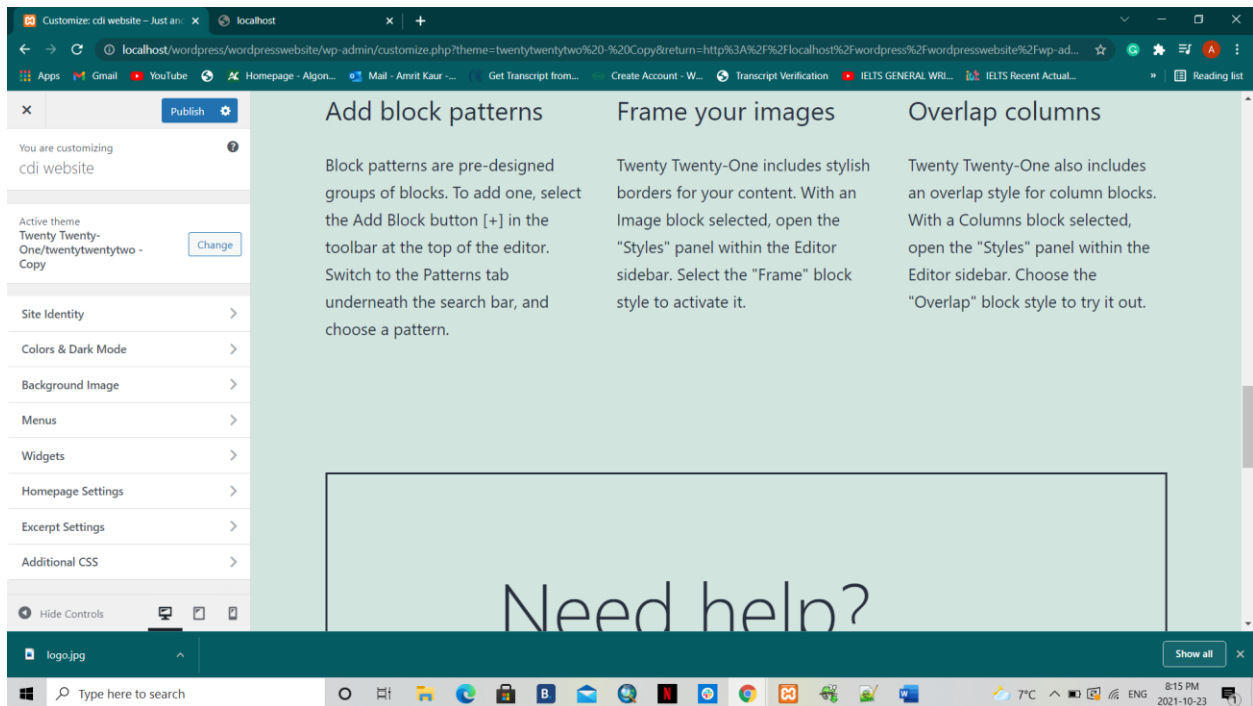 Customize: cdi website – Just ano
localhost
localhost/wordpress/wordpresswebsite/wp-admin/customize.php?theme=twentytwentytwo%20-%20Copy&return=http%3A%2F%2Flocalhost%2Fwordpress%2Fwordpresswebsite%2Fwp-ad...
Apps Gmail YouTube Homepage - Algon... Mail - Amrit Kaur -... Get Transcript from... Create Account - W... Transcript Verification IELTS GENERAL WRI... IELTS Recent Actual... » Reading list
Publish
You are customizing
cdi website
Active theme
Twenty Twenty-
One/twentytwentytwo -
Copy
Change
Site Identity
Colors & Dark Mode
Background Image
Menus
Widgets
Homepage Settings
Excerpt Settings
Additional CSS
Hide Controls
Add block patterns
Block patterns are pre-designed
groups of blocks. To add one, select
the Add Block button [+] in the
toolbar at the top of the editor.
Switch to the Patterns tab
underneath the search bar, and
choose a pattern.
Frame your images
Twenty Twenty-One includes stylish
borders for your content. With an
Image block selected, open the
"Styles" panel within the Editor
sidebar. Select the "Frame" block
style to activate it.
Overlap columns
Twenty Twenty-One also includes
an overlap style for column blocks.
With a Columns block selected,
open the "Styles" panel within the
Editor sidebar. Choose the
"Overlap" block style to try it out.
Need help?
logo.jpg
Show all
Type here to search
7°C
ENG
8:15 PM
2021-10-23